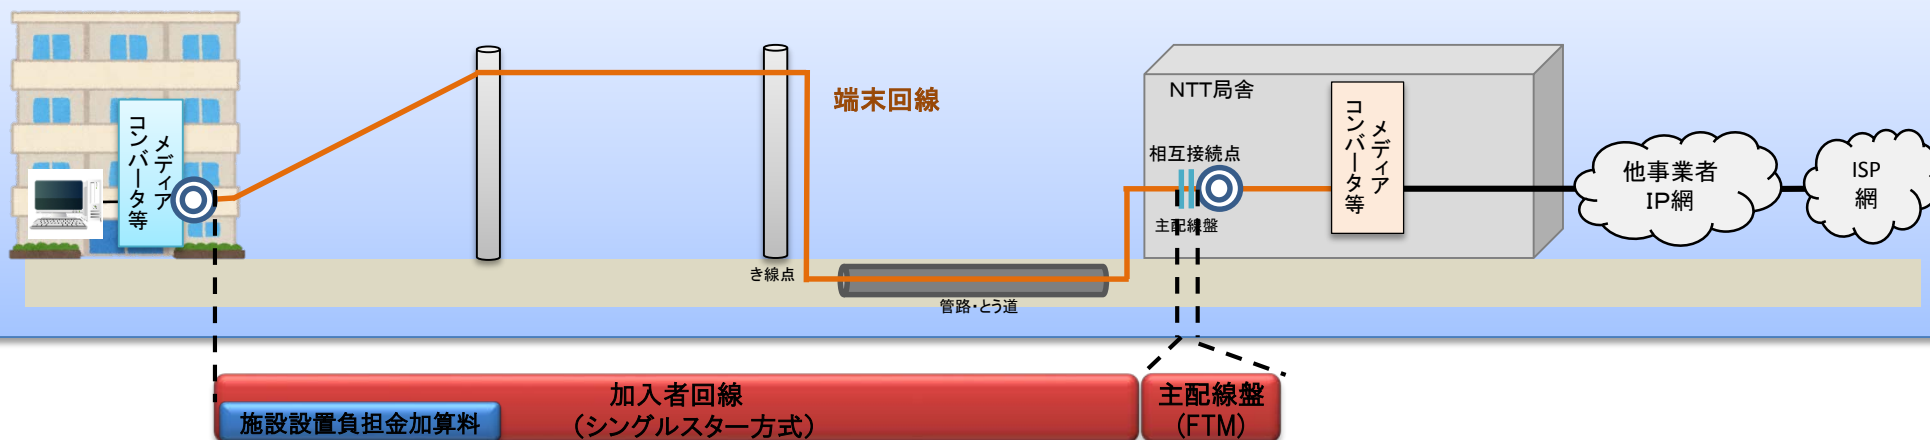 メディア
コンバータ等
端末回線
き線点
管路・とう道
NTT局舎
相互接続点
主配線盤
メディア
コンバータ等
他事業者
IP網
ISP
網
加入者回線
（シングルスター方式）
施設設置負担金加算料
主配線盤
(FTM)